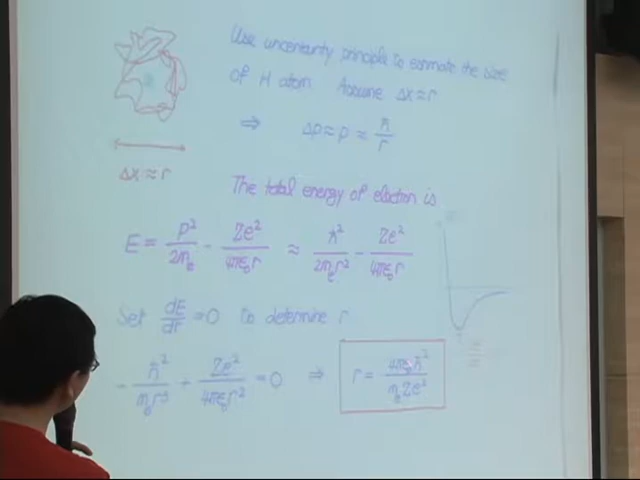 Use uncertainty principle to estimate the size
of H atom. Assume Δx ≈ r
⇒ Δp ≈ p ≈ ħ/r
Δx ≈ r
The total energy of electron is
E = p²/2mₑ - Ze²/4πε₀r ≈ ħ²/2mₑr² - Ze²/4πε₀r
Set dE/dr = 0 to determine r
- ħ²/mₑr³ + Ze²/4πε₀r² = 0 ⇒ r = 4πε₀ħ²/mₑZe²